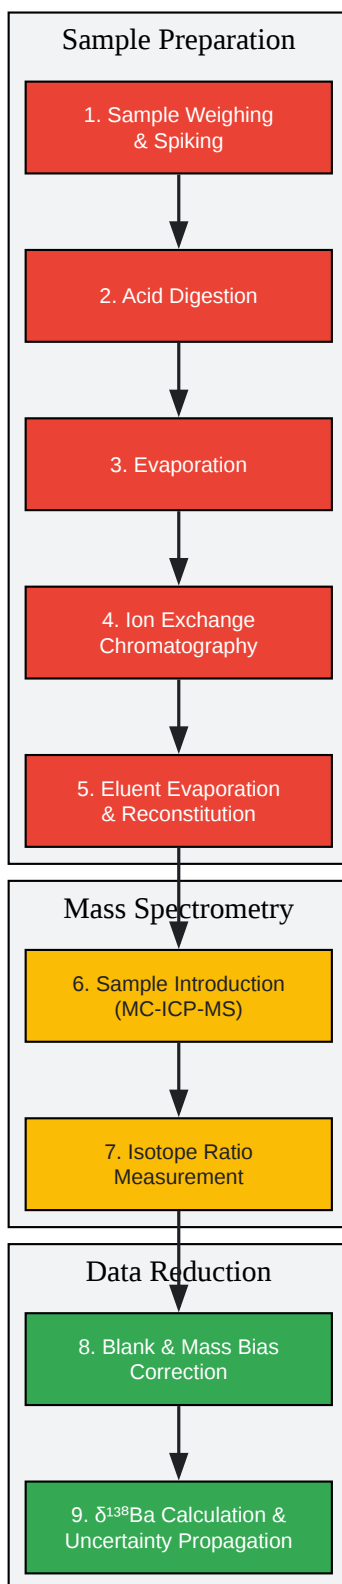 Sample Preparation
1. Sample Weighing
& Spiking
2. Acid Digestion
3. Evaporation
4. Ion Exchange
Chromatography
5. Eluent Evaporation
& Reconstitution
Mass Spectrometry
6. Sample Introduction
(MC-ICP-MS)
7. Isotope Ratio
Measurement
Data Reduction
8. Blank & Mass Bias
Correction
9. δ¹³⁸Ba Calculation &
Uncertainty Propagation